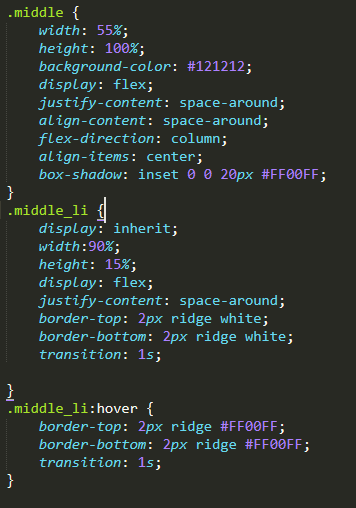 .middle {
width: 55%;
height: 100%;
background-color: #121212;
display: flex;
justify-content: space-around;
align-content: space-around;
flex-direction: column;
align-items: center;
box-shadow: inset 0 0 20px #FF00FF;
}
.middle_li {
display: inherit;
width:90%;
height: 15%;
display: flex;
justify-content: space-around;
border-top: 2px ridge white;
border-bottom: 2px ridge white;
transition: 1s;
}
.middle_li:hover {
border-top: 2px ridge #FF00FF;
border-bottom: 2px ridge #FF00FF;
transition: 1s;
}